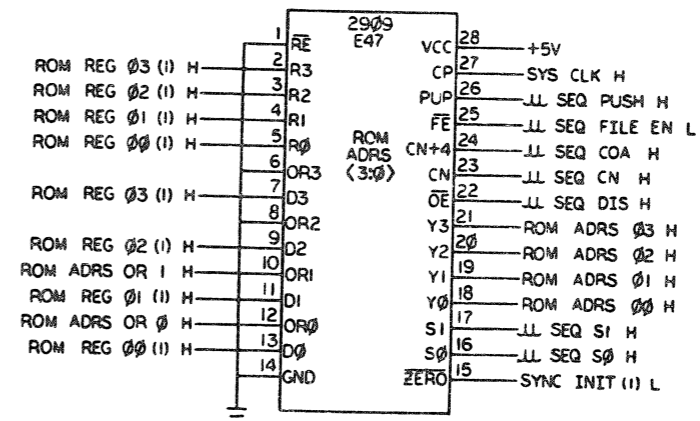 2909
E47
1 RE VCC 28 +5V
ROM REG Ø3 (1) H 2 R3 CP 27 SYS CLK H
ROM REG Ø2 (1) H 3 R2 PUP 26 µ SEQ PUSH H
ROM REG Ø1 (1) H 4 R1 FE 25 µ SEQ FILE EN L
ROM REG ØØ (1) H 5 RØ ROM ADRS <3:Ø> CN+4 24 µ SEQ COA H
6 OR3 CN 23 µ SEQ CN H
ROM REG Ø3 (1) H 7 D3 OE 22 µ SEQ DIS H
8 OR2 Y3 21 ROM ADRS Ø3 H
ROM REG Ø2 (1) H 9 D2 Y2 2Ø ROM ADRS Ø2 H
ROM ADRS OR 1 H 10 OR1 Y1 19 ROM ADRS Ø1 H
ROM REG Ø1 (1) H 11 D1 YØ 18 ROM ADRS ØØ H
ROM ADRS OR Ø H 12 ORØ S1 17 µ SEQ S1 H
ROM REG ØØ (1) H 13 DØ SØ 16 µ SEQ SØ H
14 GND ZERO 15 SYNC INIT (1) L